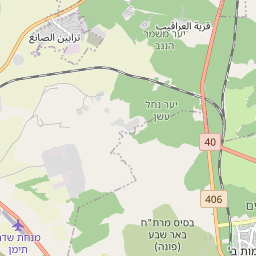 قرية العراقيب
יער משמר
הנגב
ترابين الصانع
יער נחל
עשן
40
406
בסיס מרת"ח
באר שבע
(פונה)
מנחת שדה
תימן